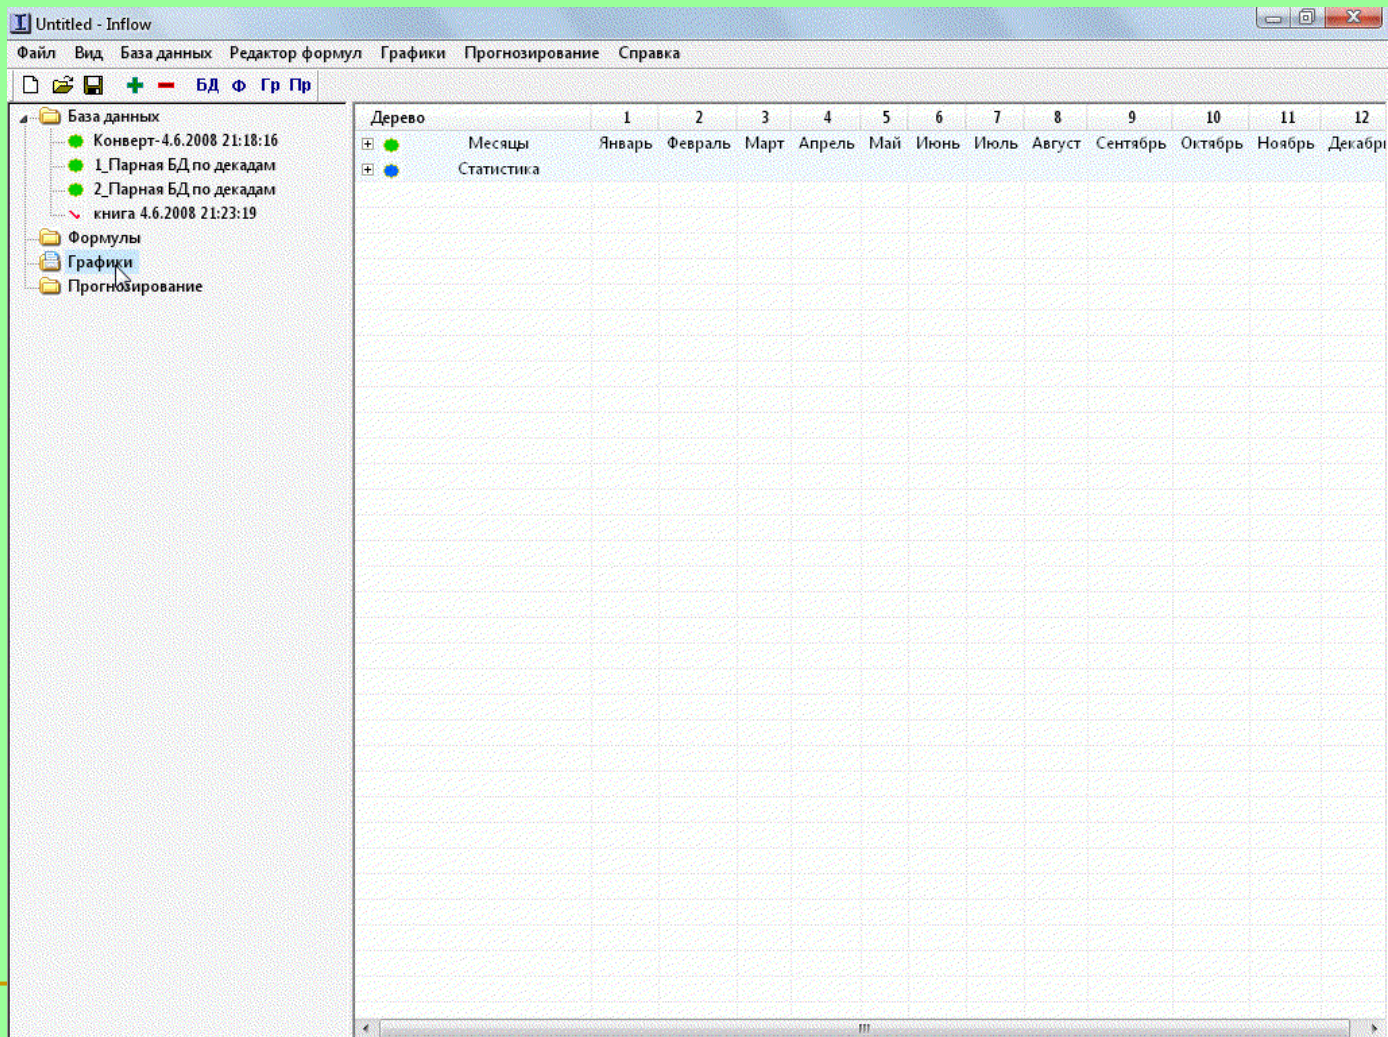 Untitled - Inflow
Файл Вид База данных Редактор формул Графики Прогнозирование Справка
БД Ф Гр Пр
База данных
Конверт-4.6.2008 21:18:16
1_Парная БД по декадам
2_Парная БД по декадам
книга 4.6.2008 21:23:19
Формулы
Графики
Прогнозирование
Дерево 1 2 3 4 5 6 7 8 9 10 11 12
Месяцы Январь Февраль Март Апрель Май Июнь Июль Август Сентябрь Октябрь Ноябрь Декабр
Статистика